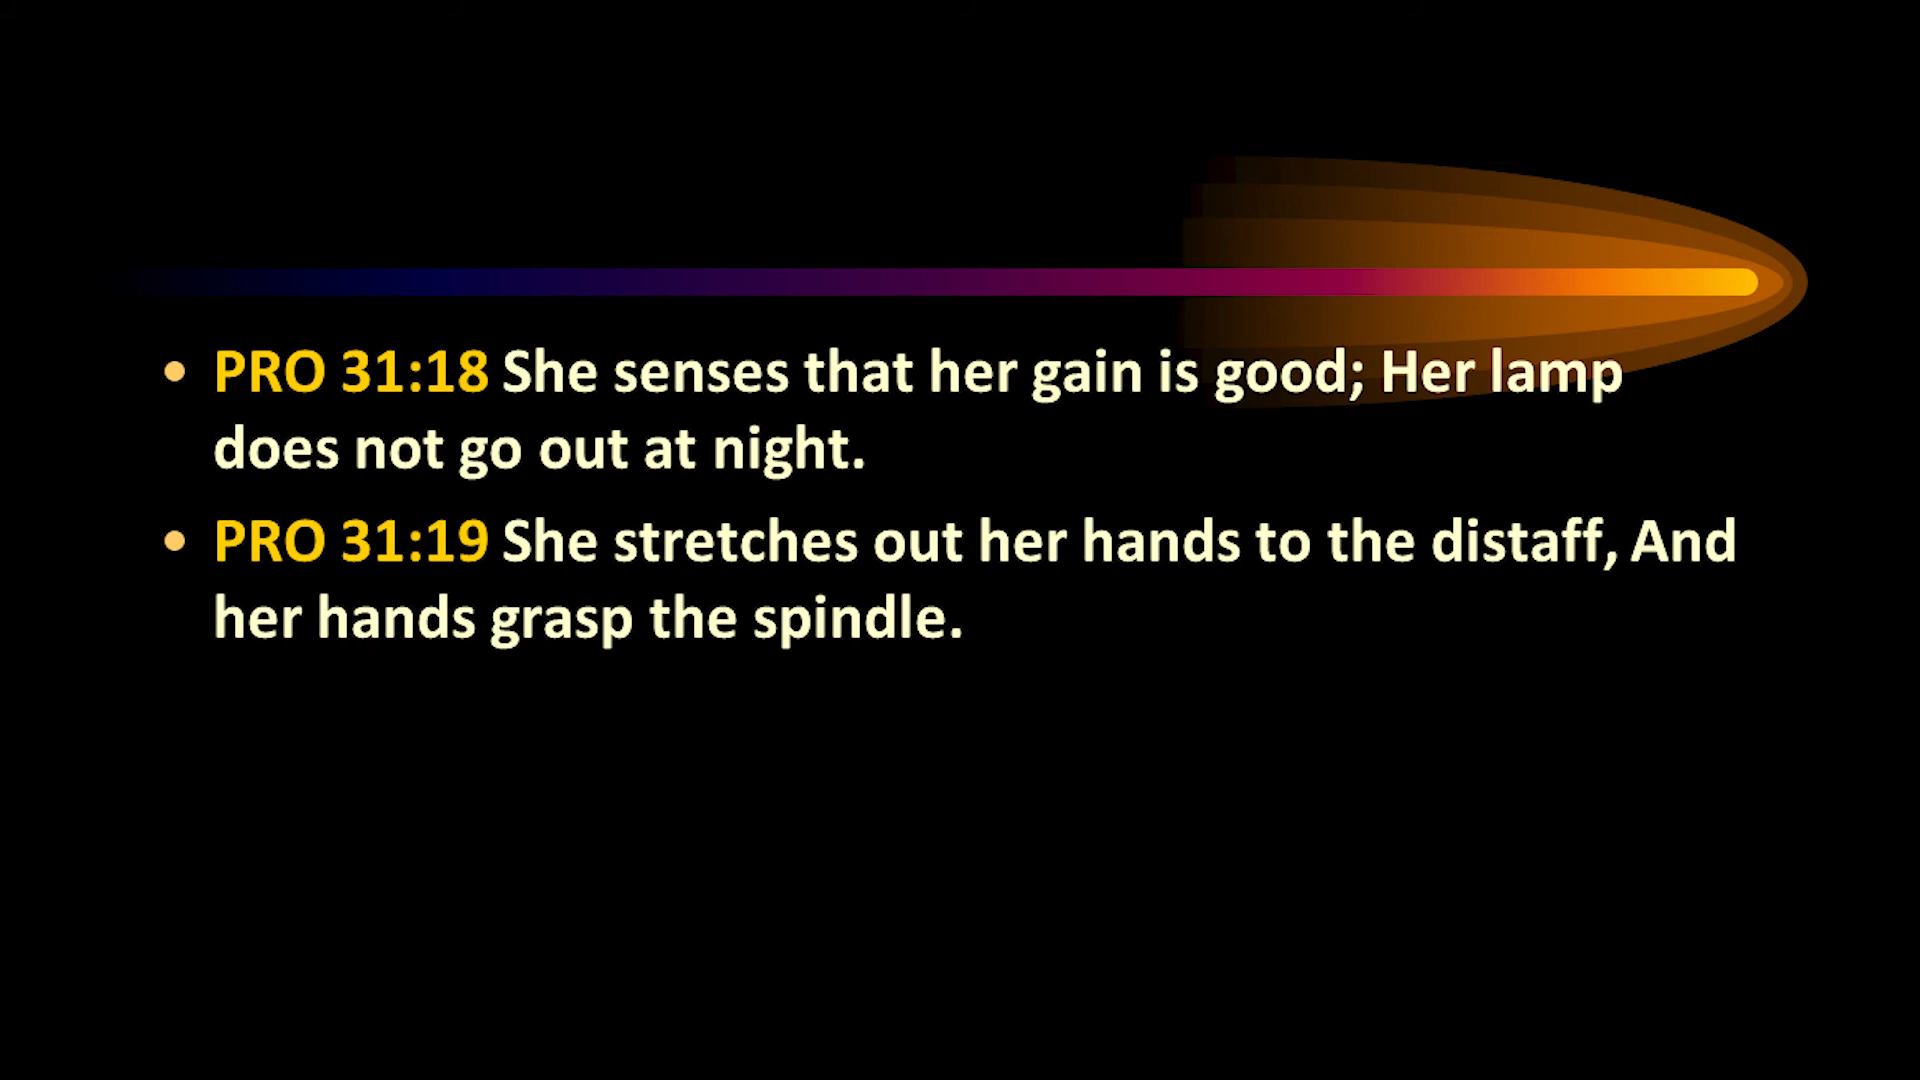 • PRO 31:18 She senses that her gain is good; Her lamp
does not go out at night.
• PRO 31:19 She stretches out her hands to the distaff, And
her hands grasp the spindle.